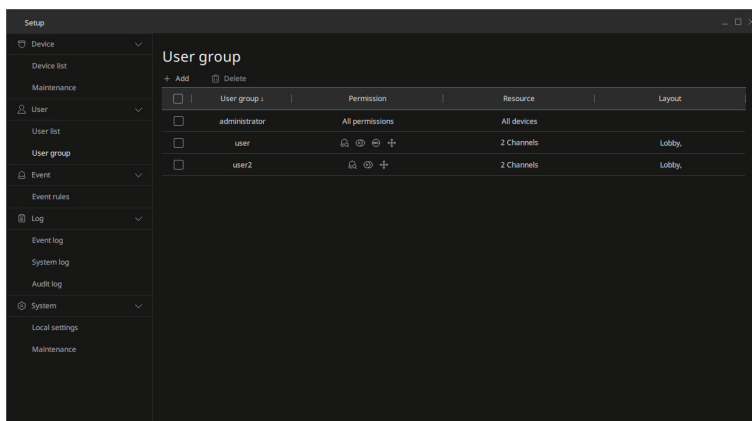 Setup
Device
Device list
Maintenance
User
User list
User group
Event
Event rules
Log
Event log
System log
Audit log
System
Local settings
Maintenance
User group
+ Add Delete
User group ↓ Permission Resource Layout
administrator All permissions All devices
user 2 Channels Lobby,
user2 2 Channels Lobby,